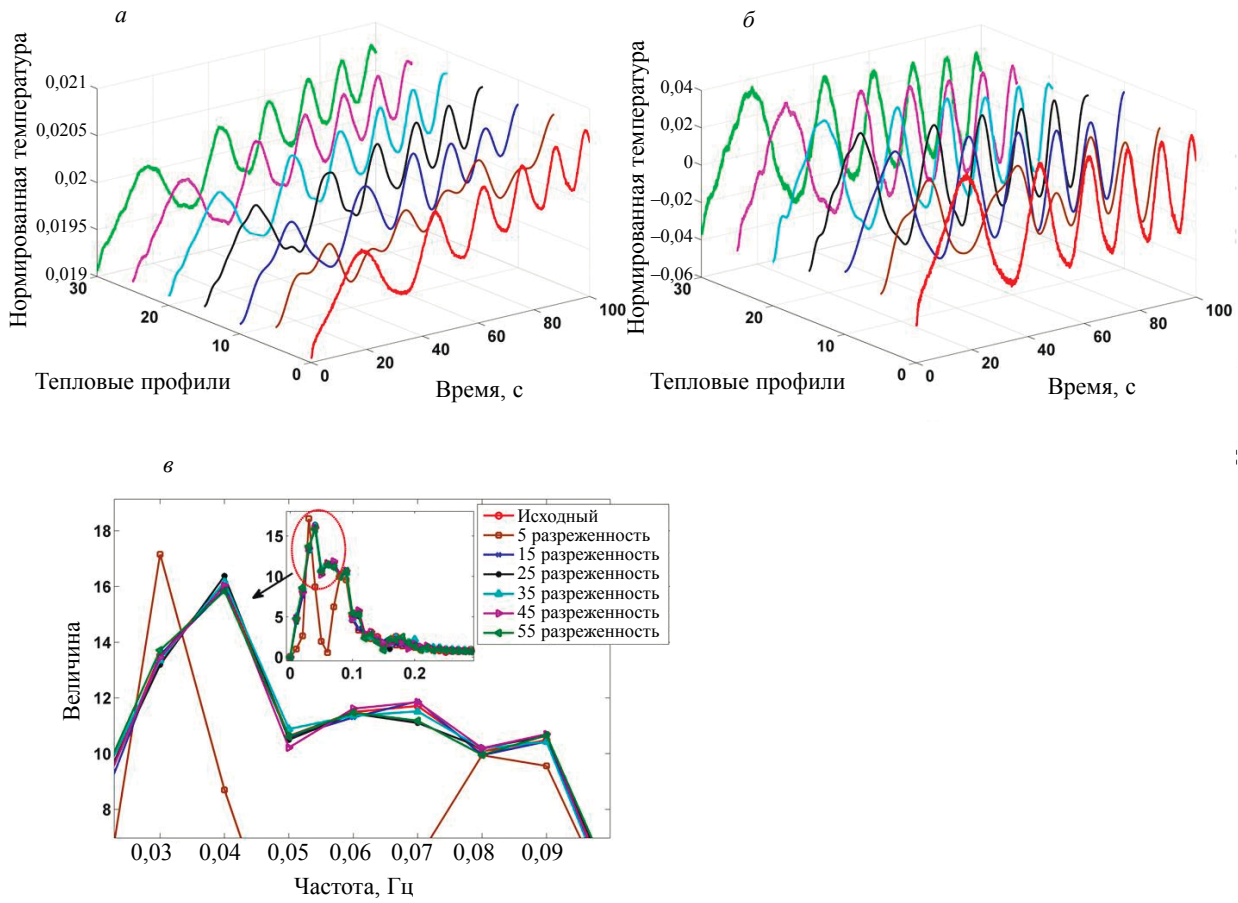 а
Нормированная температура
0,021
0,0205
0,02
0,0195
0,019
30
20
10
0
0
20
40
60
80
100
Тепловые профили
Время, с
б
Нормированная температура
0,04
0,02
0
–0,02
–0,04
–0,06
30
20
10
0
0
20
40
60
80
100
Тепловые профили
Время, с
в
Величина
18
16
14
12
10
8
0,03
0,04
0,05
0,06
0,07
0,08
0,09
Частота, Гц
15
10
5
0
0
0.1
0.2
Исходный
5 разреженность
15 разреженность
25 разреженность
35 разреженность
45 разреженность
55 разреженность